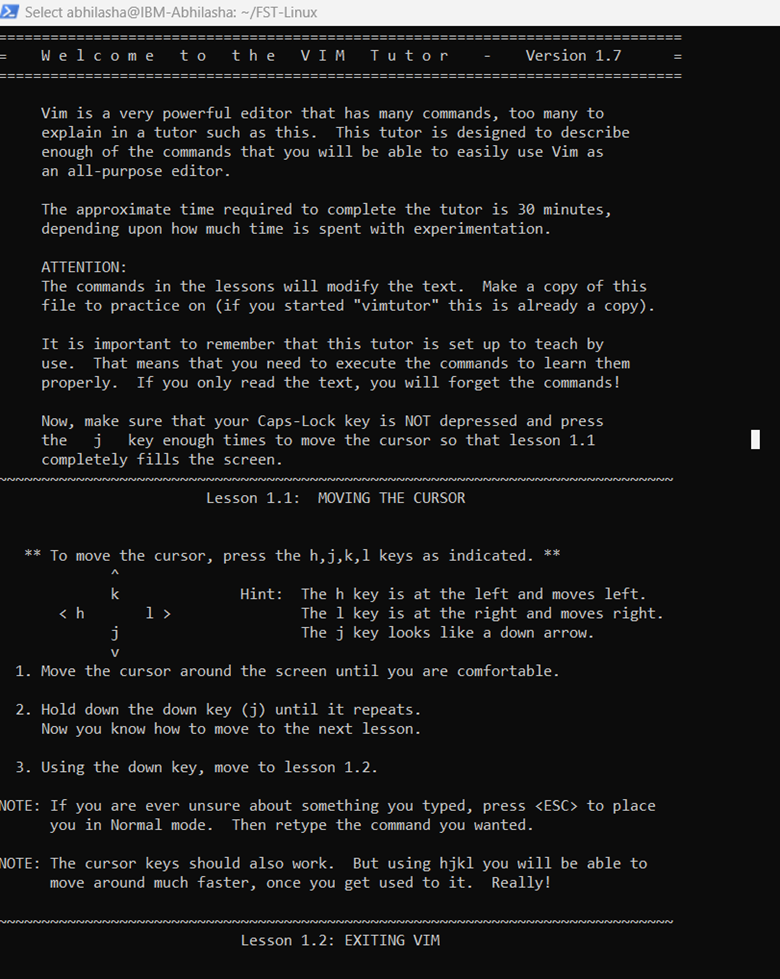 Select abhilasha@IBM-Abhilasha: ~/FST-Linux
===============================================================================
=    W e l c o m e   t o   t h e   V I M   T u t o r    -    Version 1.7      =
===============================================================================
Vim is a very powerful editor that has many commands, too many to
explain in a tutor such as this.  This tutor is designed to describe
enough of the commands that you will be able to easily use Vim as
an all-purpose editor.
The approximate time required to complete the tutor is 30 minutes,
depending upon how much time is spent with experimentation.
ATTENTION:
The commands in the lessons will modify the text.  Make a copy of this
file to practice on (if you started "vimtutor" this is already a copy).
It is important to remember that this tutor is set up to teach by
use.  That means that you need to execute the commands to learn them
properly.  If you only read the text, you will forget the commands!
Now, make sure that your Caps-Lock key is NOT depressed and press
the   j   key enough times to move the cursor so that lesson 1.1
completely fills the screen.
~~~~~~~~~~~~~~~~~~~~~~~~~~~~~~~~~~~~~~~~~~~~~~~~~~~~~~~~~~~~~~~~~~~~~~~~~~~~~~
Lesson 1.1:  MOVING THE CURSOR
** To move the cursor, press the h,j,k,l keys as indicated. **
^
k              Hint:  The h key is at the left and moves left.
< h       l >               The l key is at the right and moves right.
j                     The j key looks like a down arrow.
v
1. Move the cursor around the screen until you are comfortable.
2. Hold down the down key (j) until it repeats.
Now you know how to move to the next lesson.
3. Using the down key, move to lesson 1.2.
NOTE: If you are ever unsure about something you typed, press <ESC> to place
you in Normal mode.  Then retype the command you wanted.
NOTE: The cursor keys should also work.  But using hjkl you will be able to
move around much faster, once you get used to it.  Really!
~~~~~~~~~~~~~~~~~~~~~~~~~~~~~~~~~~~~~~~~~~~~~~~~~~~~~~~~~~~~~~~~~~~~~~~~~~~~~~
Lesson 1.2: EXITING VIM